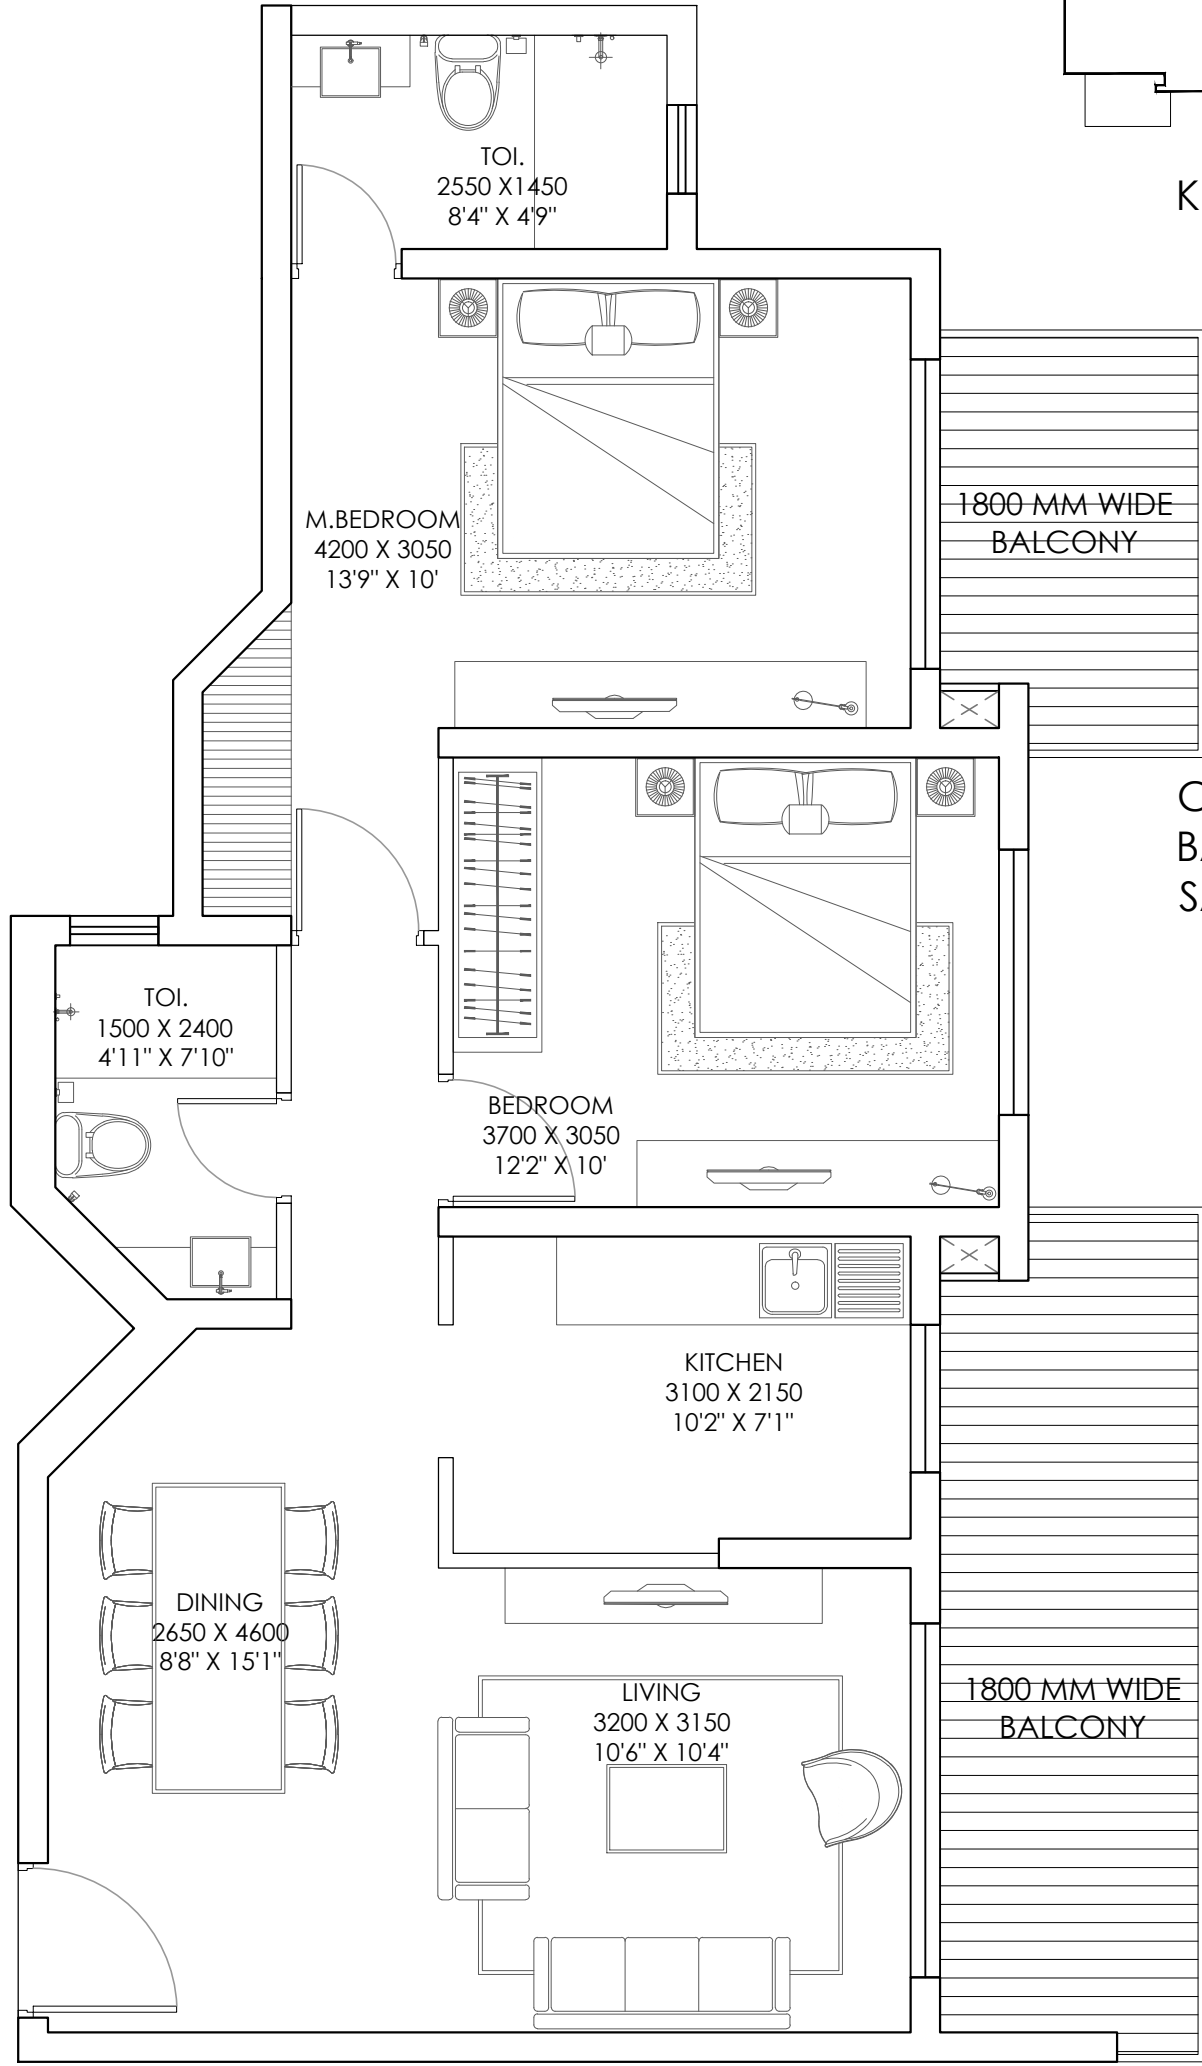 TOI.
2550 X1450
8'4" X 4'9"
K
M.BEDROOM
4200 X 3050
13'9" X 10'
1800 MM WIDE
BALCONY
TOI.
1500 X 2400
4'11" X 7'10"
BEDROOM
3700 X 3050
12'2" X 10'
KITCHEN
3100 X 2150
10'2" X 7'1"
DINING
2650 X 4600
8'8" X 15'1"
LIVING
3200 X 3150
10'6" X 10'4"
1800 MM WIDE
BALCONY